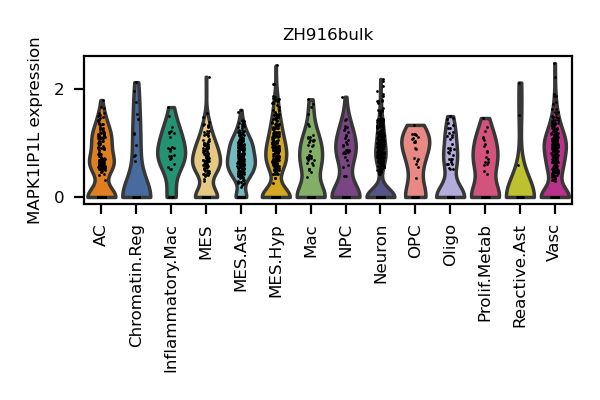 ZH916bulk
MAPK1IP1L expression
2
0
AC
Chromatin.Reg
Inflammatory.Mac
MES
MES.Ast
MES.Hyp
Mac
NPC
Neuron
OPC
Oligo
Prolif.Metab
Reactive.Ast
Vasc